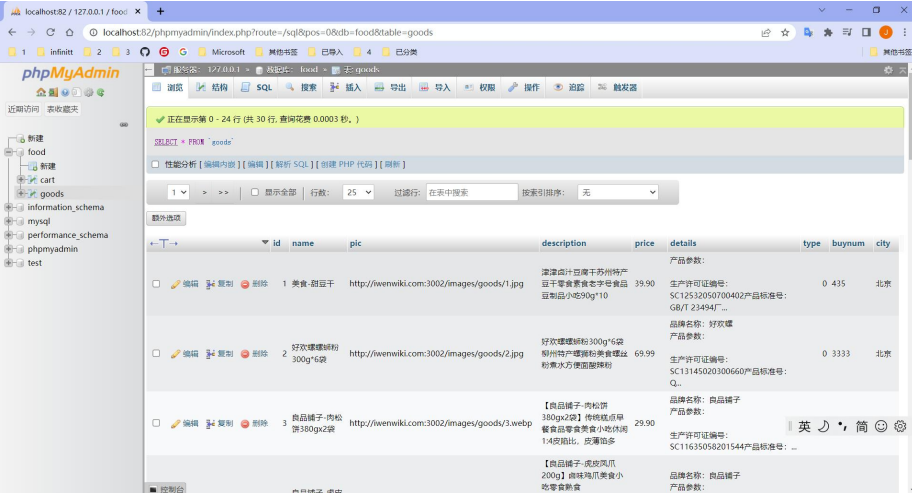 localhost:82 / 127.0.0.1 / food
localhost:82/phpmyadmin/index.php?route=/sql&pos=0&db=food&table=goods
1 infinitt 2 3 G Microsoft 其他书签 已导入 4 已分类 其他书签
phpMyAdmin
近期访问 表收藏夹
新建
food
新建
cart
goods
information_schema
mysql
performance_schema
phpmyadmin
test
服务器: 127.0.0.1 » 数据库: food » 表: goods
浏览 结构 SQL 搜索 插入 导出 导入 权限 操作 追踪 触发器
正在显示第 0 - 24 行 (共 30 行, 查询花费 0.0003 秒。)
SELECT * FROM `goods`
性能分析 [ 编辑内嵌 ] [ 编辑 ] [ 解析 SQL ] [ 创建 PHP 代码 ] [ 刷新 ]
1 > >> 显示全部 行数: 25 过滤行: 在表中搜索 按索引排序: 无
额外选项
←T→ id name pic description price details type buynum city
编辑 复制 删除 1 美食-甜豆干 http://iwenwiki.com:3002/images/goods/1.jpg
津津卤汁豆腐干苏州特产
豆干零食素食老字号食品
豆制品小吃90g*10
39.90
产品参数:
生产许可证编号:
SC12532050700402产品标准号:
GB/T 23494厂...
0 435 北京
编辑 复制 删除 2
好欢螺螺蛳粉
300g*6袋
http://iwenwiki.com:3002/images/goods/2.jpg
好欢螺螺蛳粉300g*6袋
柳州特产螺狮粉美食螺丝
粉煮水方便面酸辣粉
69.99
品牌名称: 好欢螺
产品参数:
生产许可证编号:
SC13145020300660产品标准号:
Q...
0 3333 北京
编辑 复制 删除 3
良品铺子-肉松
饼380gx2袋
http://iwenwiki.com:3002/images/goods/3.webp
【良品铺子-肉松饼
380gx2袋】传统糕点早
餐食品零食美食小吃休闲
1:4皮馅比，皮薄馅多
29.90
品牌名称: 良品铺子
产品参数:
生产许可证编号:
SC11635058201544产品标准号: ...
英 简
【良品铺子-虎皮凤爪
200g】卤味鸡爪美食小
吃零食熟食
品牌名称: 良品铺子
产品参数:
控制台